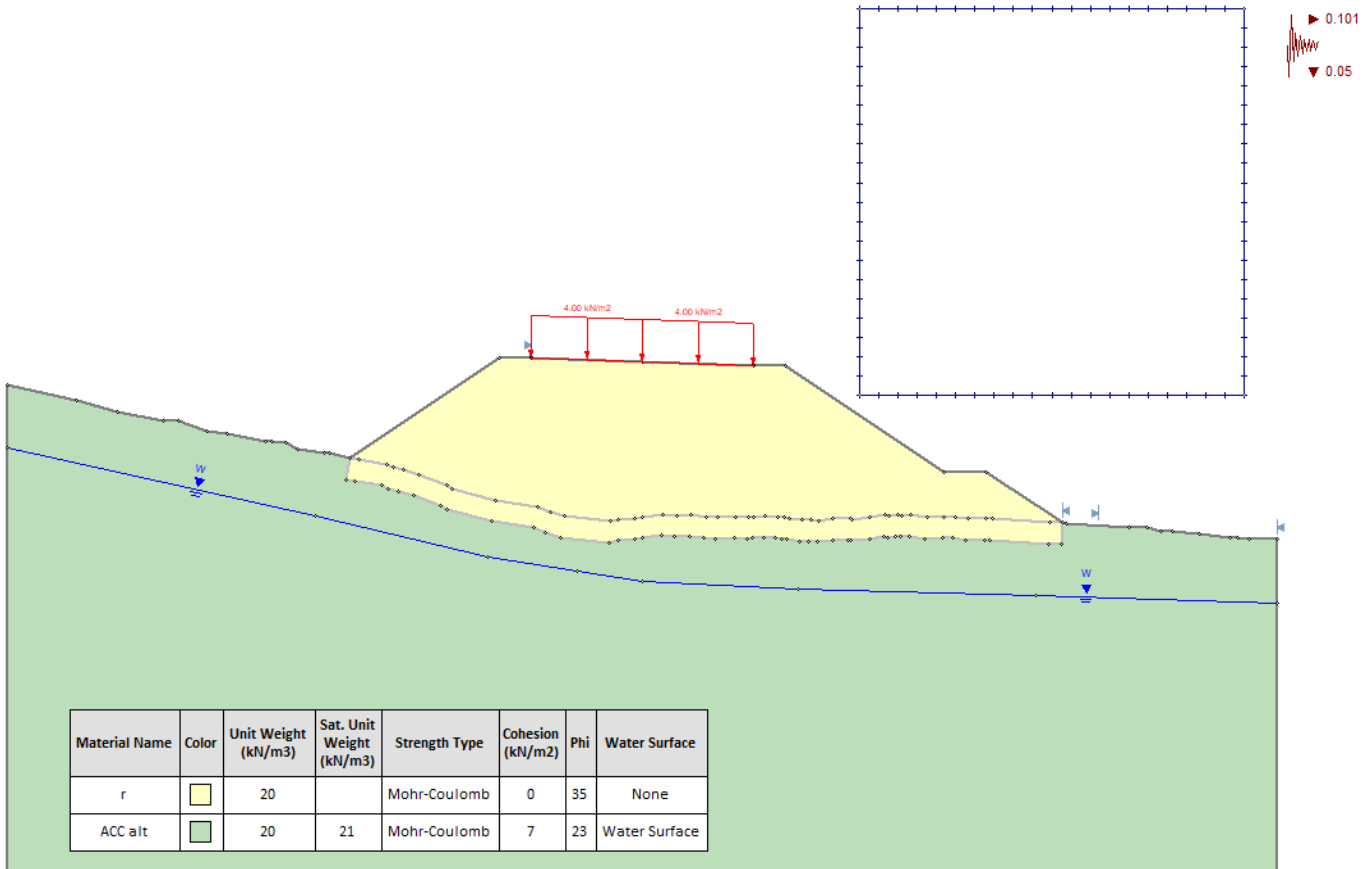 0.101
0.05
4.00 kN/m2
4.00 kN/m2
W
W
Material Name Color Unit Weight (kN/m3) Sat. Unit Weight (kN/m3) Strength Type Cohesion (kN/m2) Phi Water Surface
r 20 Mohr-Coulomb 0 35 None
ACC alt 20 21 Mohr-Coulomb 7 23 Water Surface